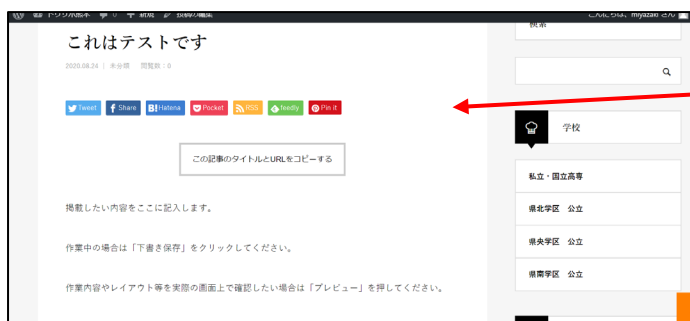 0 + 新規 投稿の編集
こんにちは、miyazaki さん
検索
これはテストです
2020.08.24 | 未分類 閲覧数:0
Tweet Share B! Hatena Pocket RSS feedly Pin it
学校
この記事のタイトルとURLをコピーする
私立・国立高専
掲載したい内容をここに記入します。
県北学区 公立
作業中の場合は「下書き保存」をクリックしてください。
県央学区 公立
県南学区 公立
作業内容やレイアウト等を実際の画面上で確認したい場合は「プレビュー」を押してください。